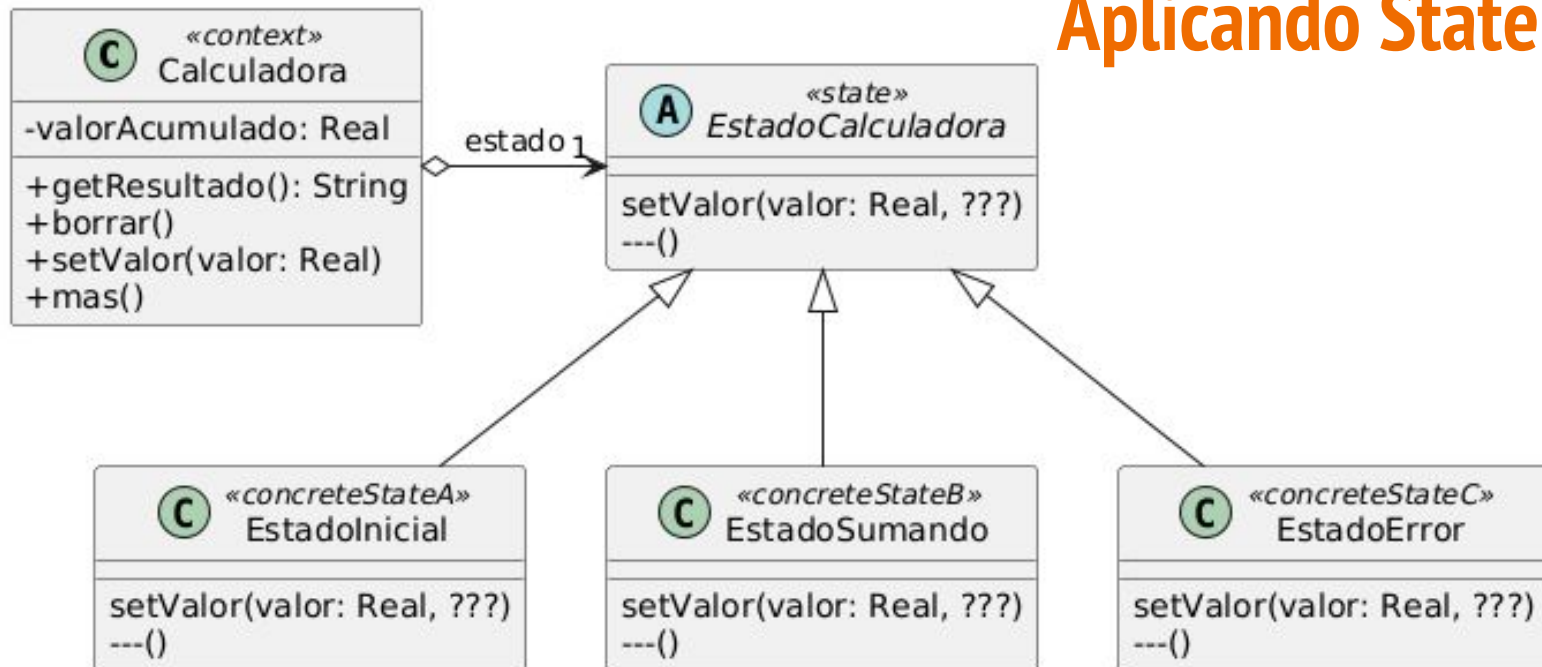 Aplicando State
C
«context»
Calculadora
-valorAcumulado: Real
+getResultado(): String
+borrar()
+setValor(valor: Real)
+mas()
estado
1
A
«state»
EstadoCalculadora
setValor(valor: Real, ???)
---()
C
«concreteStateA»
EstadoInicial
setValor(valor: Real, ???)
---()
C
«concreteStateB»
EstadoSumando
setValor(valor: Real, ???)
---()
C
«concreteStateC»
EstadoError
setValor(valor: Real, ???)
---()